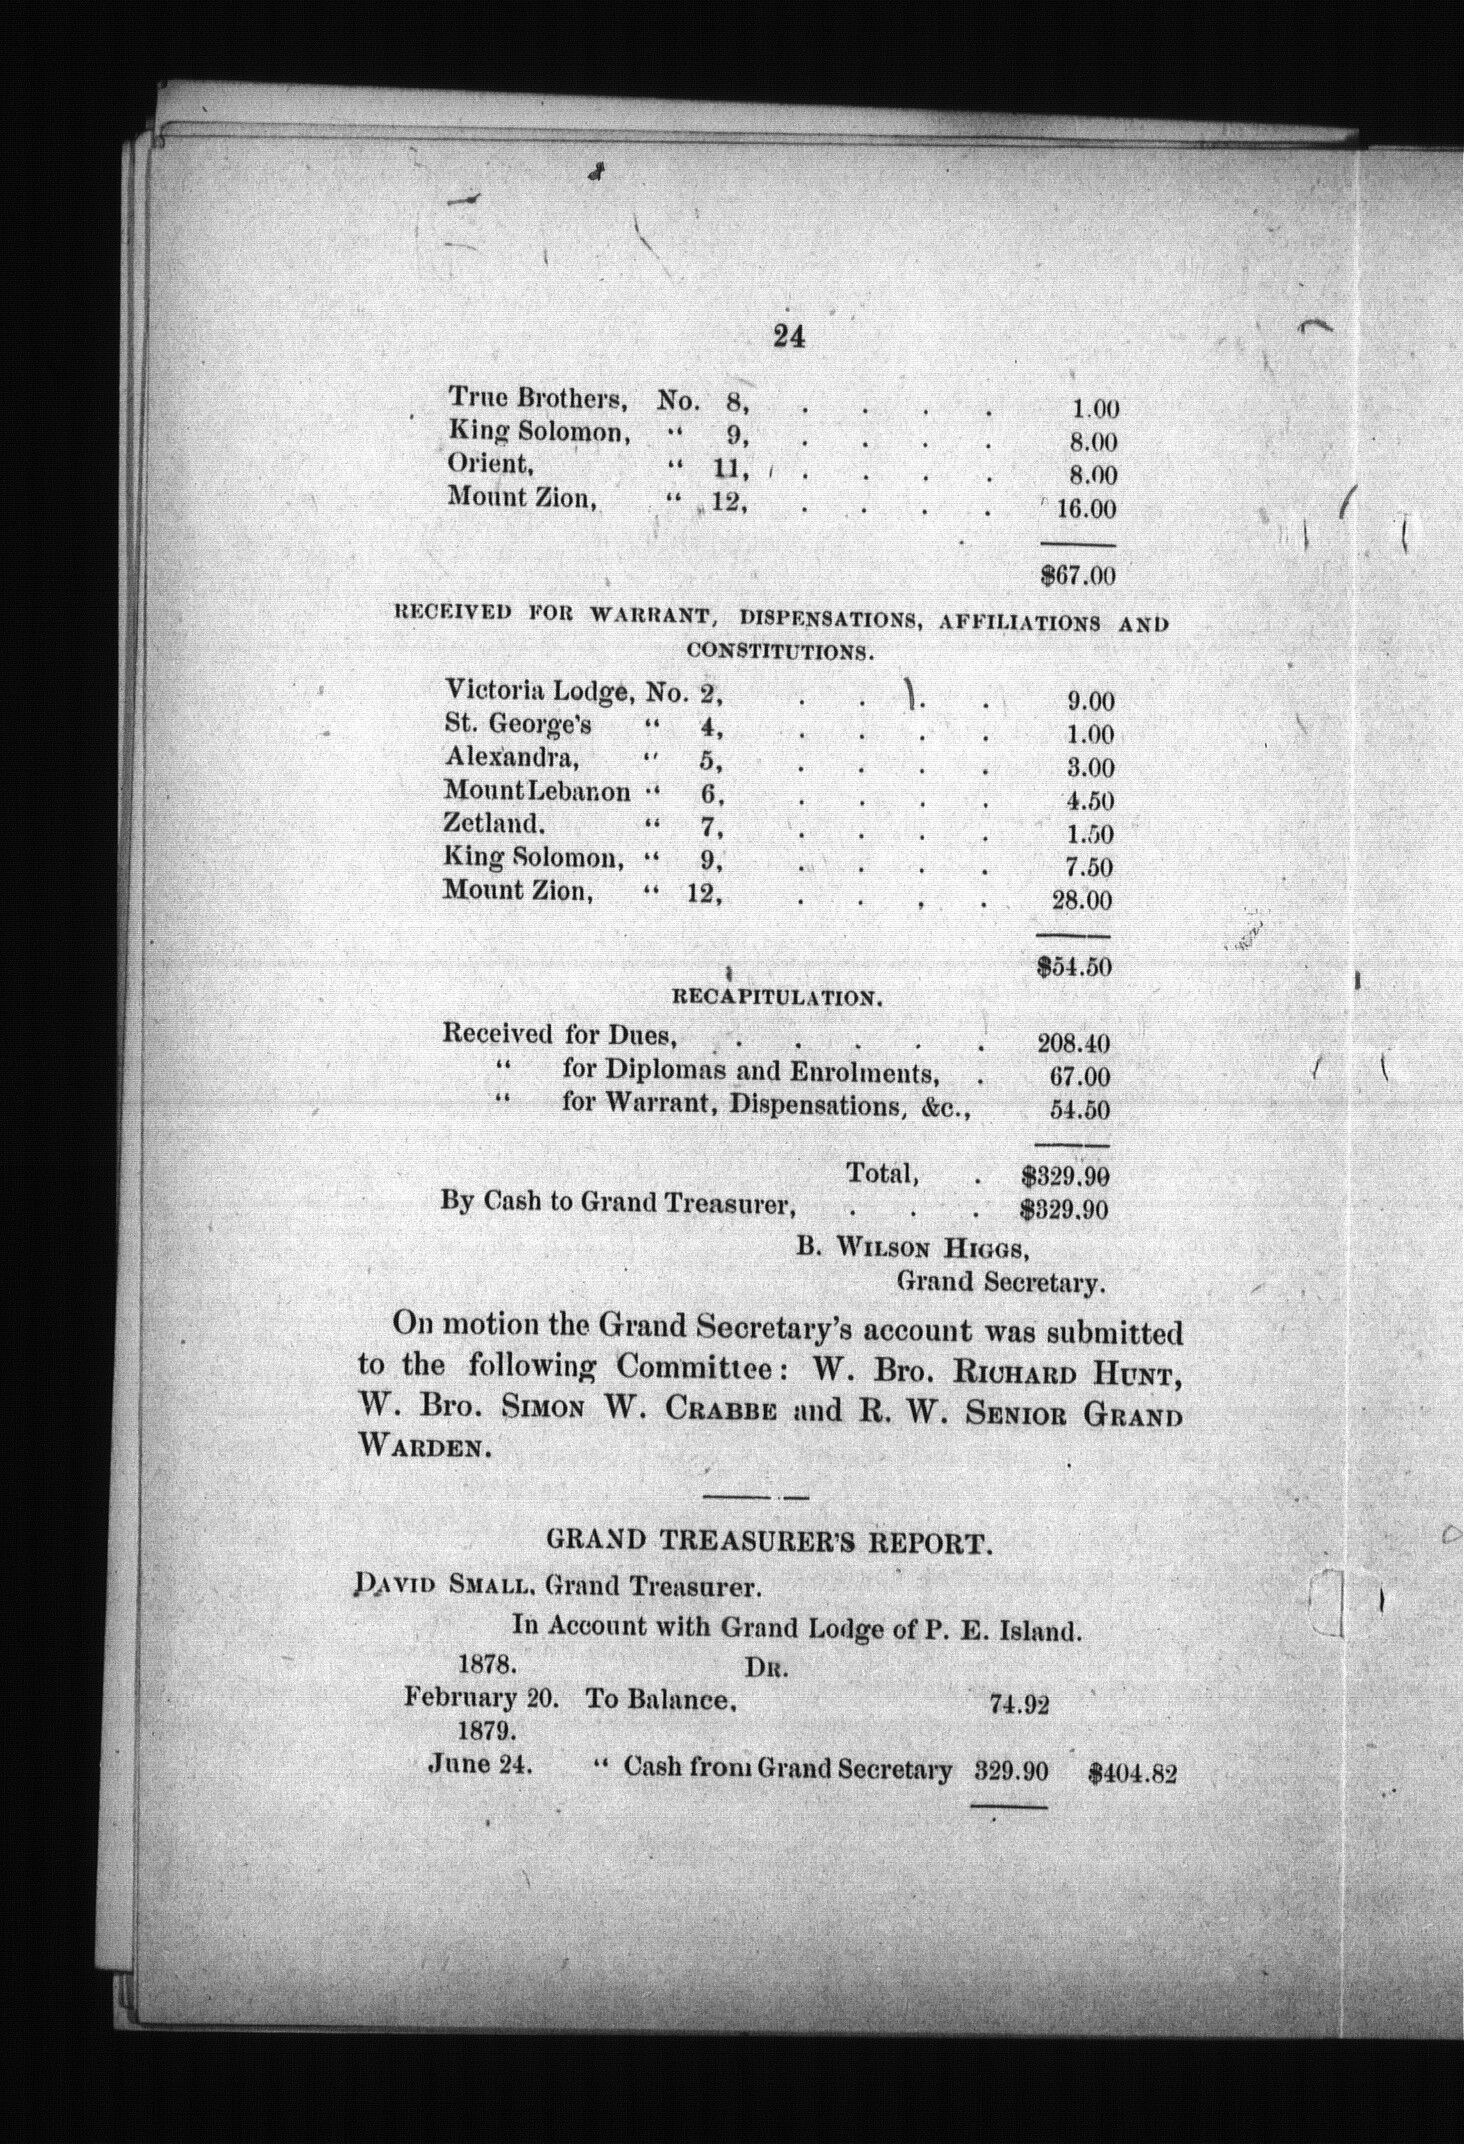 24
True Brothers, No. 8, . . . . 1.00
King Solomon, “ 9, . . . . 8.00
Orient, “ 11, . . . . 8.00
Mount Zion, “ 12, . . . . 16.00
$67.00
RECEIVED FOR WARRANT, DISPENSATIONS, AFFILIATIONS AND
CONSTITUTIONS.
Victoria Lodge, No. 2, . . . . 9.00
St. George's “ 4, . . . . 1.00
Alexandra, “ 5, . . . . 3.00
Mount Lebanon “ 6, . . . . 4.50
Zetland. “ 7, . . . . 1.50
King Solomon, “ 9, . . . . 7.50
Mount Zion, “ 12, . . . . 28.00
$54.50
RECAPITULATION.
Received for Dues, . . . . . 208.40
“ for Diplomas and Enrolments, . 67.00
“ for Warrant, Dispensations, &c., 54.50
Total, . $329.90
By Cash to Grand Treasurer, . . . $329.90
B. WILSON HIGGS,
Grand Secretary.
On motion the Grand Secretary's account was submitted
to the following Committee: W. Bro. RICHARD HUNT,
W. Bro. SIMON W. CRABBE and R. W. SENIOR GRAND
WARDEN.
GRAND TREASURER'S REPORT.
DAVID SMALL, Grand Treasurer.
In Account with Grand Lodge of P. E. Island.
1878. DR.
February 20. To Balance, 74.92
1879.
June 24. “ Cash from Grand Secretary 329.90 $404.82